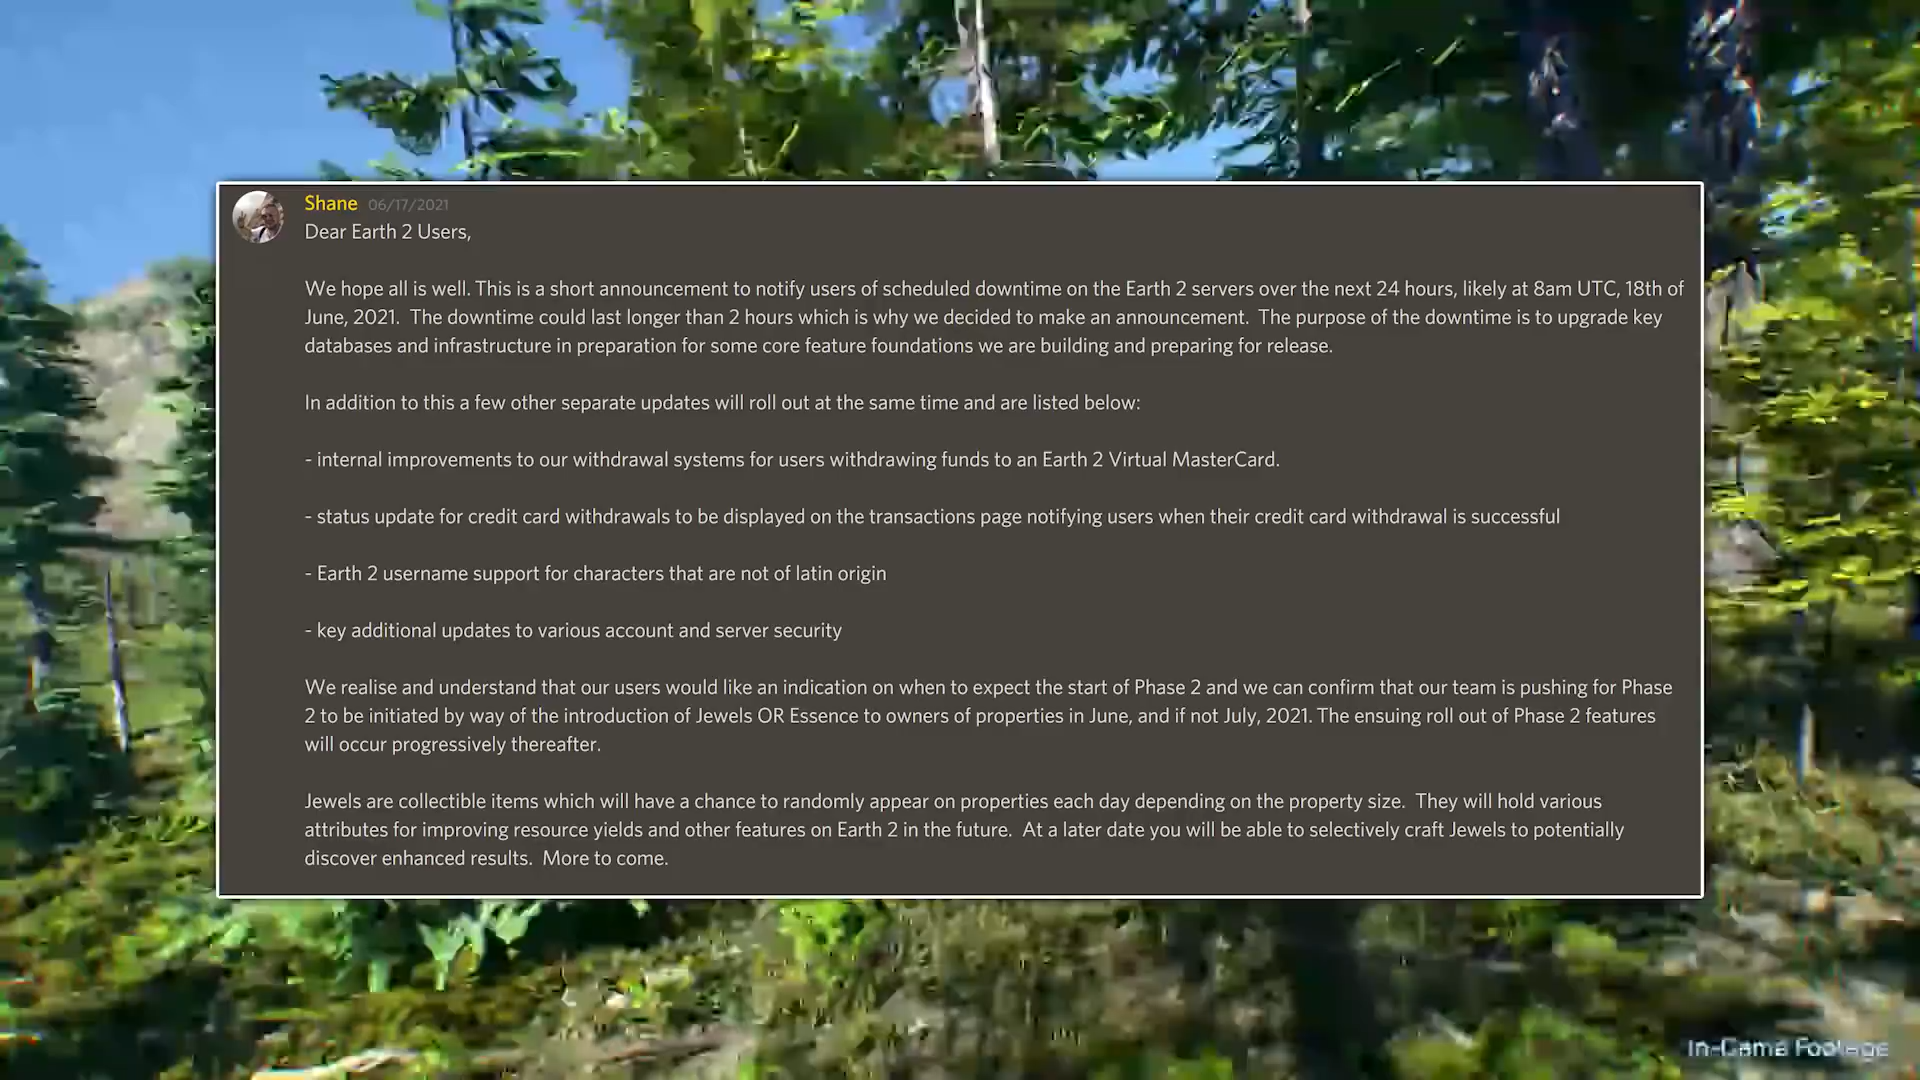 Shane 06/17/2021
Dear Earth 2 Users,
We hope all is well. This is a short announcement to notify users of scheduled downtime on the Earth 2 servers over the next 24 hours, likely at 8am UTC, 18th of
June, 2021.  The downtime could last longer than 2 hours which is why we decided to make an announcement.  The purpose of the downtime is to upgrade key
databases and infrastructure in preparation for some core feature foundations we are building and preparing for release.
In addition to this a few other separate updates will roll out at the same time and are listed below:
- internal improvements to our withdrawal systems for users withdrawing funds to an Earth 2 Virtual MasterCard.
- status update for credit card withdrawals to be displayed on the transactions page notifying users when their credit card withdrawal is successful
- Earth 2 username support for characters that are not of latin origin
- key additional updates to various account and server security
We realise and understand that our users would like an indication on when to expect the start of Phase 2 and we can confirm that our team is pushing for Phase
2 to be initiated by way of the introduction of Jewels OR Essence to owners of properties in June, and if not July, 2021. The ensuing roll out of Phase 2 features
will occur progressively thereafter.
Jewels are collectible items which will have a chance to randomly appear on properties each day depending on the property size.  They will hold various
attributes for improving resource yields and other features on Earth 2 in the future.  At a later date you will be able to selectively craft Jewels to potentially
discover enhanced results.  More to come.
In-Game Footage